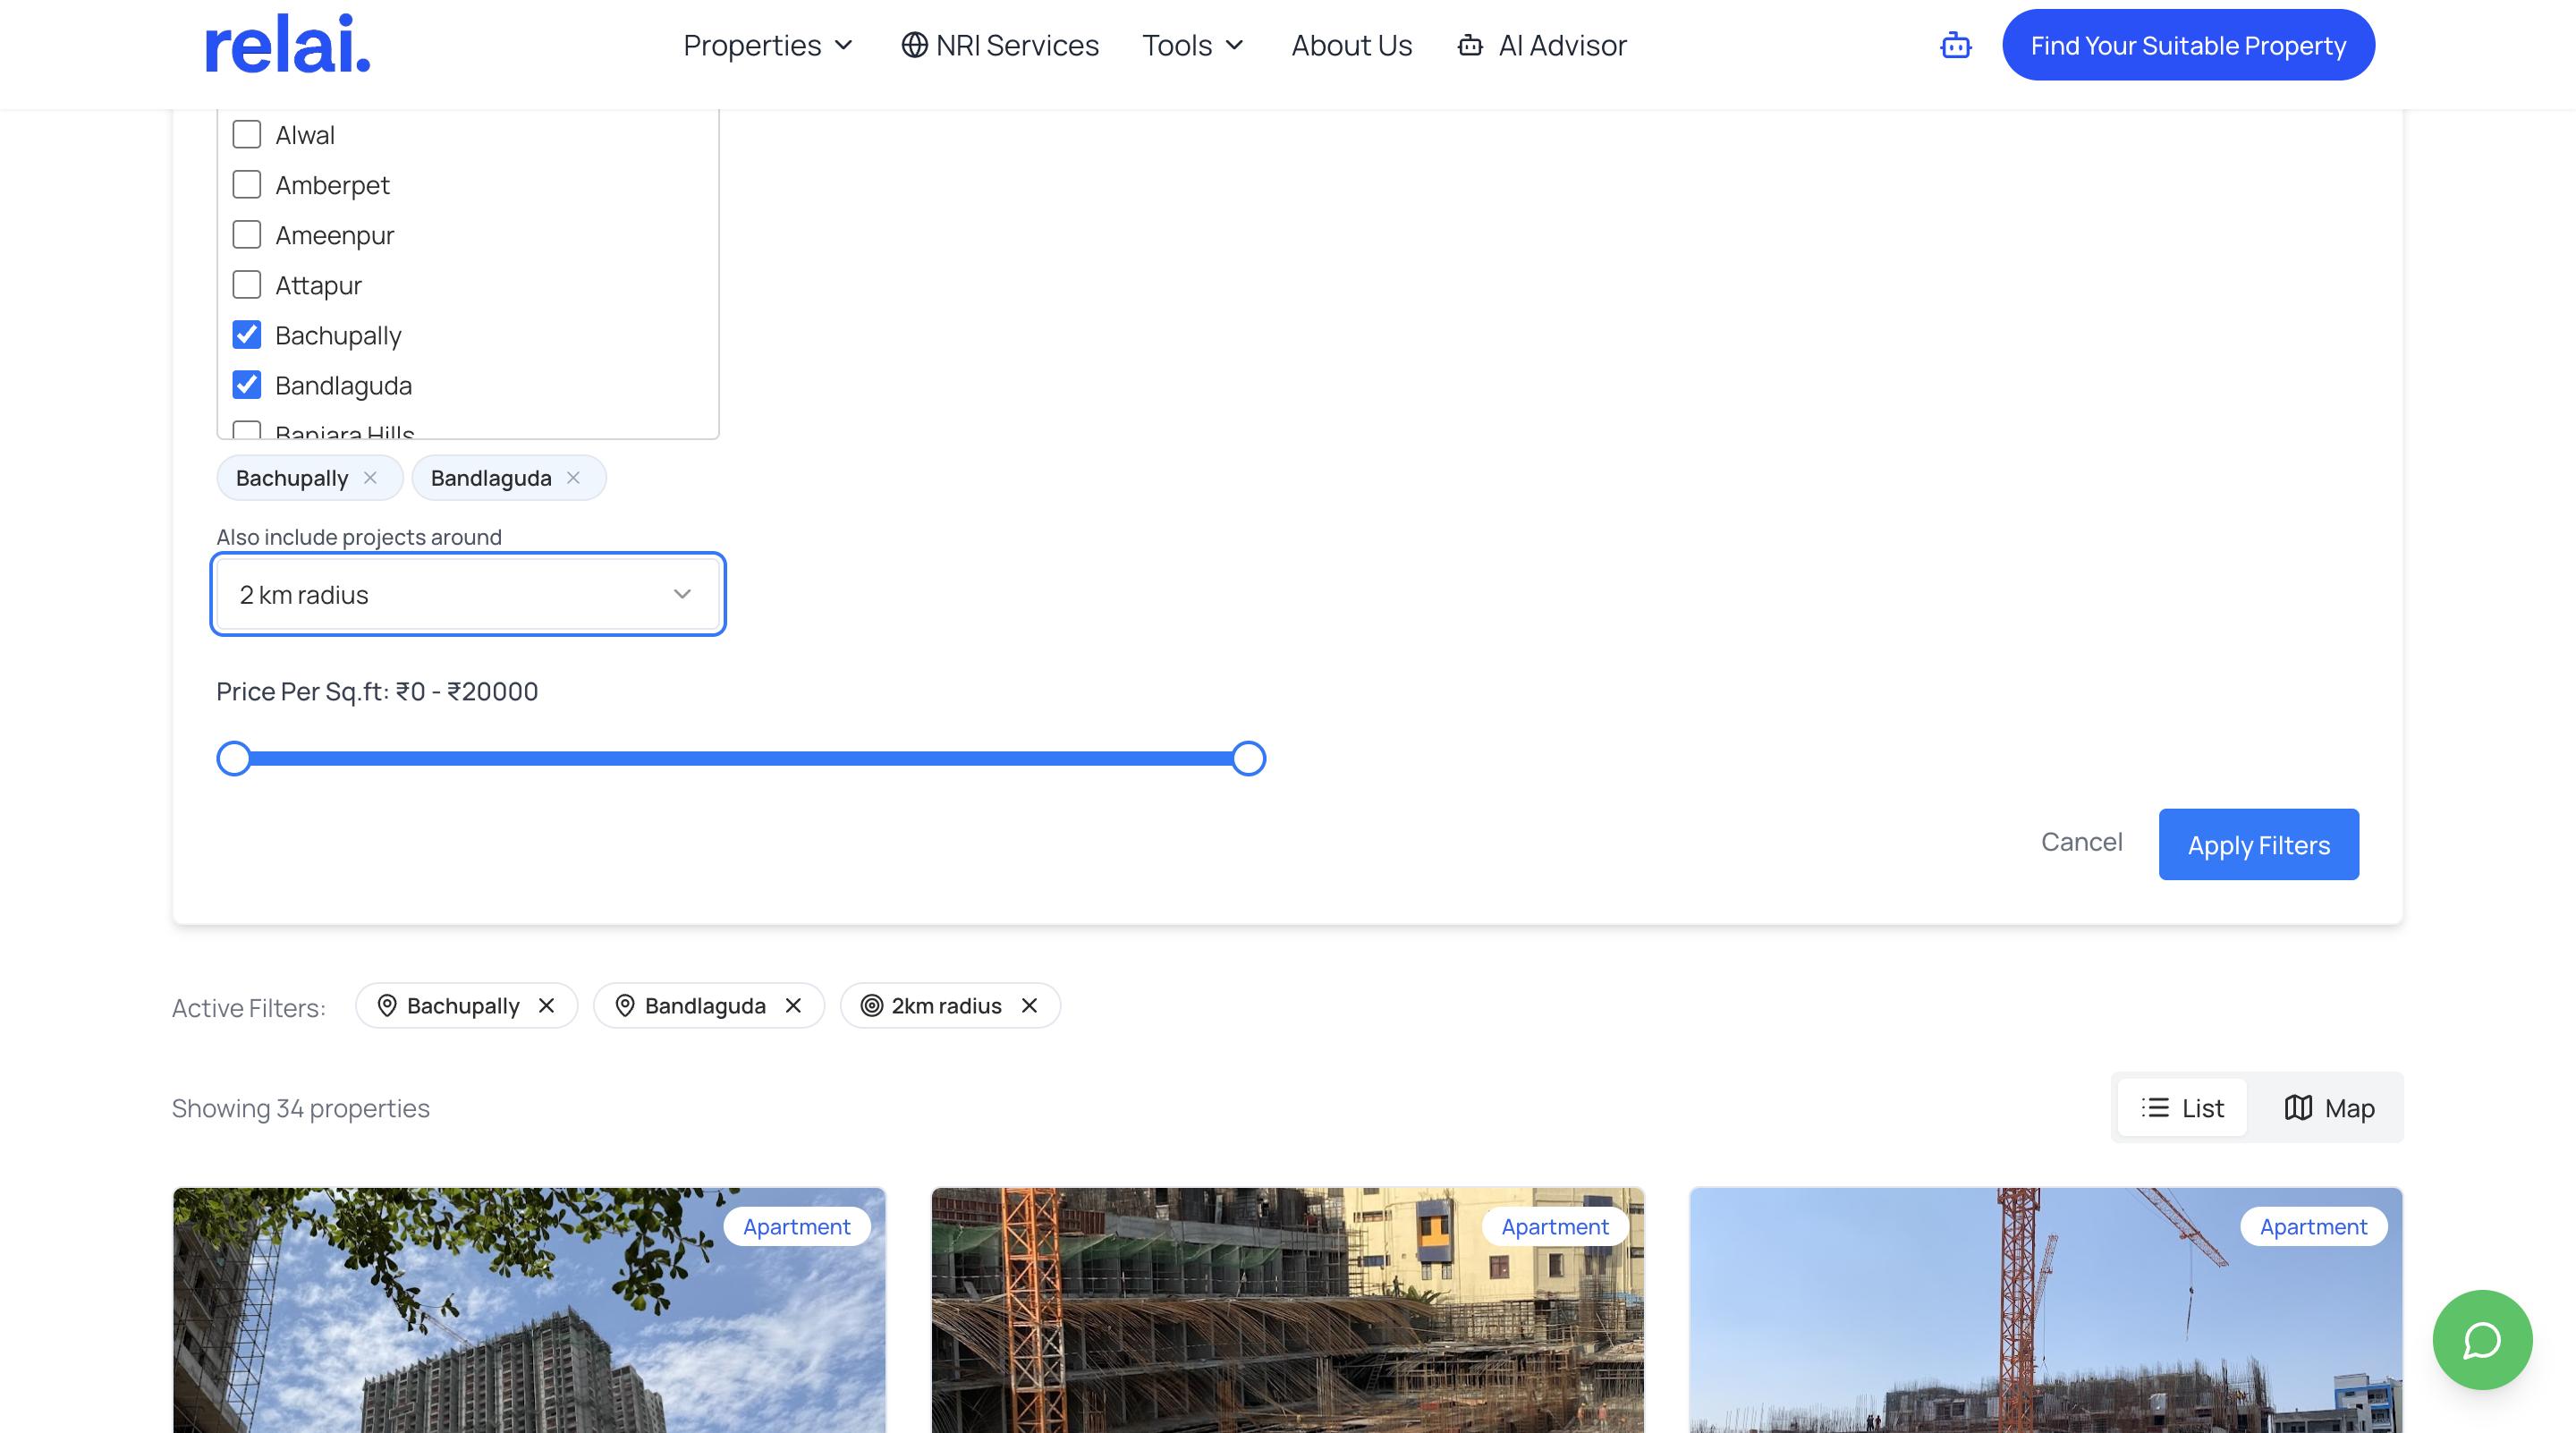 relai.
Properties
NRI Services
Tools
About Us
AI Advisor
Find Your Suitable Property
Alwal
Amberpet
Ameenpur
Attapur
Bachupally
Bandlaguda
Banjara Hills
Bachupally
Bandlaguda
Also include projects around
2 km radius
Price Per Sq.ft: ₹0 - ₹20000
Cancel
Apply Filters
Active Filters:
Bachupally
Bandlaguda
2km radius
Showing 34 properties
List
Map
Apartment
Apartment
Apartment